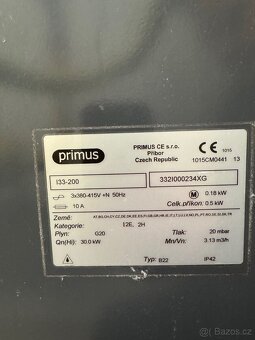 primus
PRIMUS CE s.r.o.
Příbor
Czech Republic
CE 1015
1015CM0441 13
I33-200
332I000234XG
3x380-415V +N 50Hz
M 0.18 kW
10 A
Celk.příkon: 0.5 kW
Země:
Kategorie: I2E, 2H
Plyn: G20
Tlak: 20 mbar
Qn(Hi): 30.0 kW
Mn/Vn: 3.13 m3/h
Typ: B22
IP42
bazos.cz